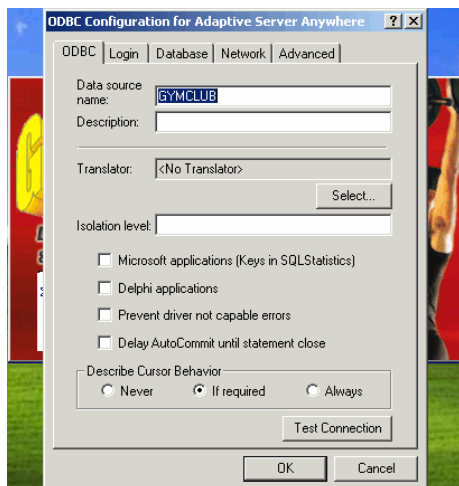 ODBC Configuration for Adaptive Server Anywhere
ODBC Login Database Network Advanced
Data source
name:
GYMCLUB
Description:
Translator:
<No Translator>
Select...
Isolation level:
Microsoft applications (Keys in SQLStatistics)
Delphi applications
Prevent driver not capable errors
Delay AutoCommit until statement close
Describe Cursor Behavior
Never If required Always
Test Connection
OK Cancel